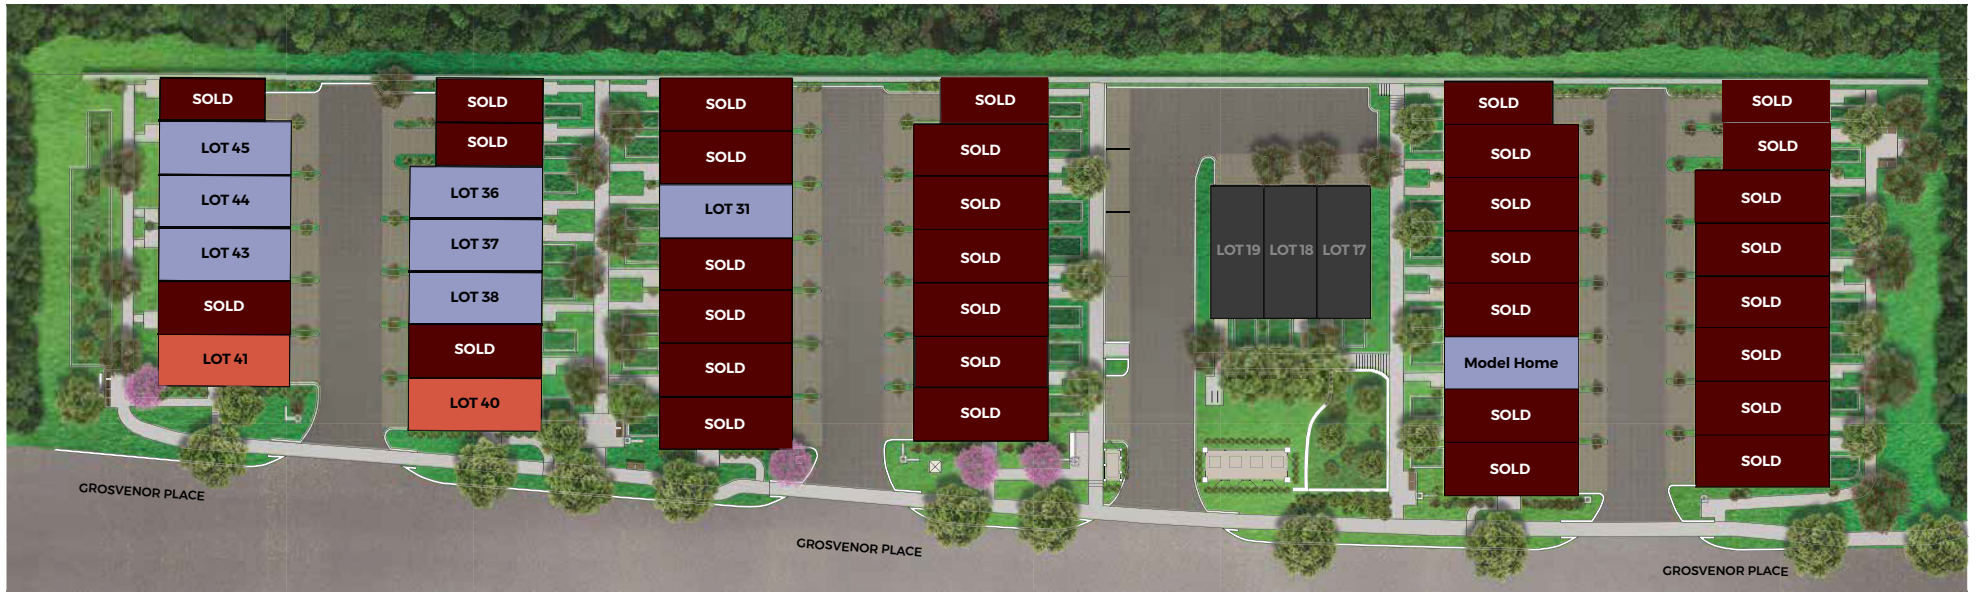 SOLD
LOT 45
LOT 44
LOT 43
SOLD
LOT 41
SOLD
SOLD
LOT 36
LOT 37
LOT 38
SOLD
LOT 40
SOLD
SOLD
LOT 31
SOLD
SOLD
SOLD
SOLD
SOLD
SOLD
SOLD
SOLD
SOLD
SOLD
SOLD
LOT 19
LOT 18
LOT 17
SOLD
SOLD
SOLD
SOLD
SOLD
Model Home
SOLD
SOLD
SOLD
SOLD
SOLD
SOLD
SOLD
SOLD
SOLD
SOLD
GROSVENOR PLACE
GROSVENOR PLACE
GROSVENOR PLACE